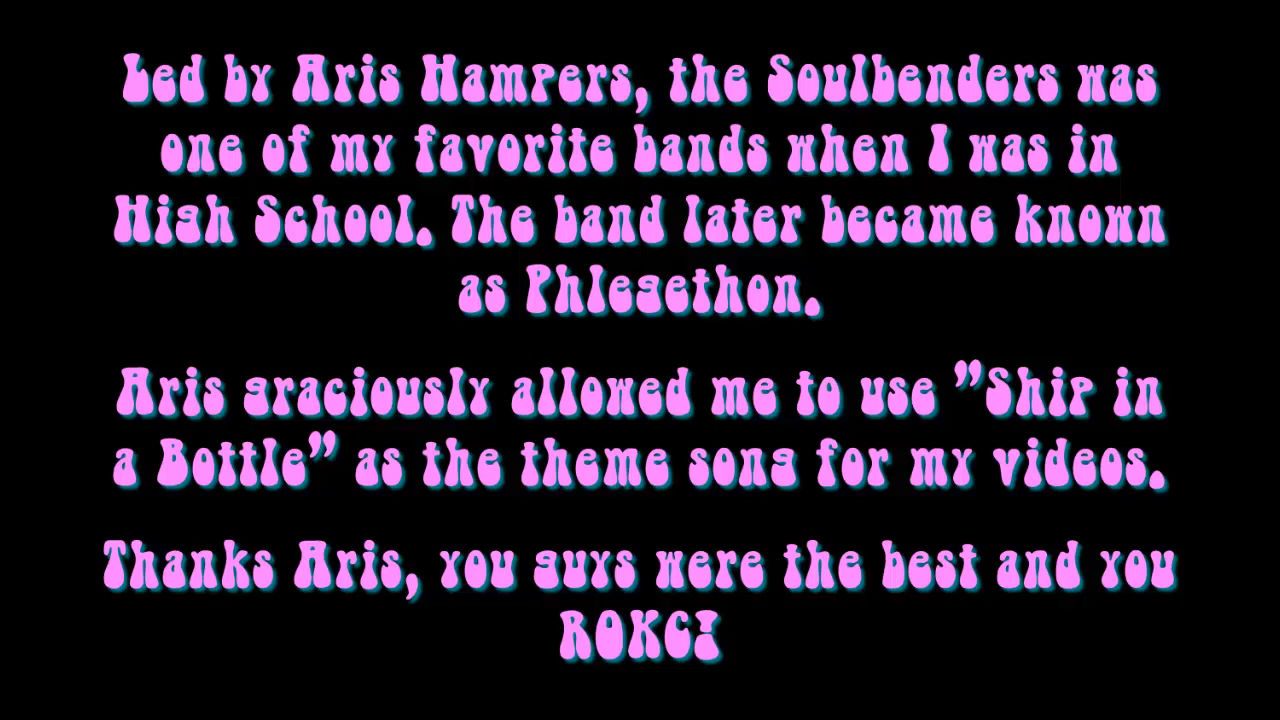 Led by Aris Hampers, the Soulbenders was
one of my favorite bands when I was in
High School. The band later became known
as Phlegethon.
Aris graciously allowed me to use "Ship in
a Bottle" as the theme song for my videos.
Thanks Aris, you guys were the best and you
ROKC!